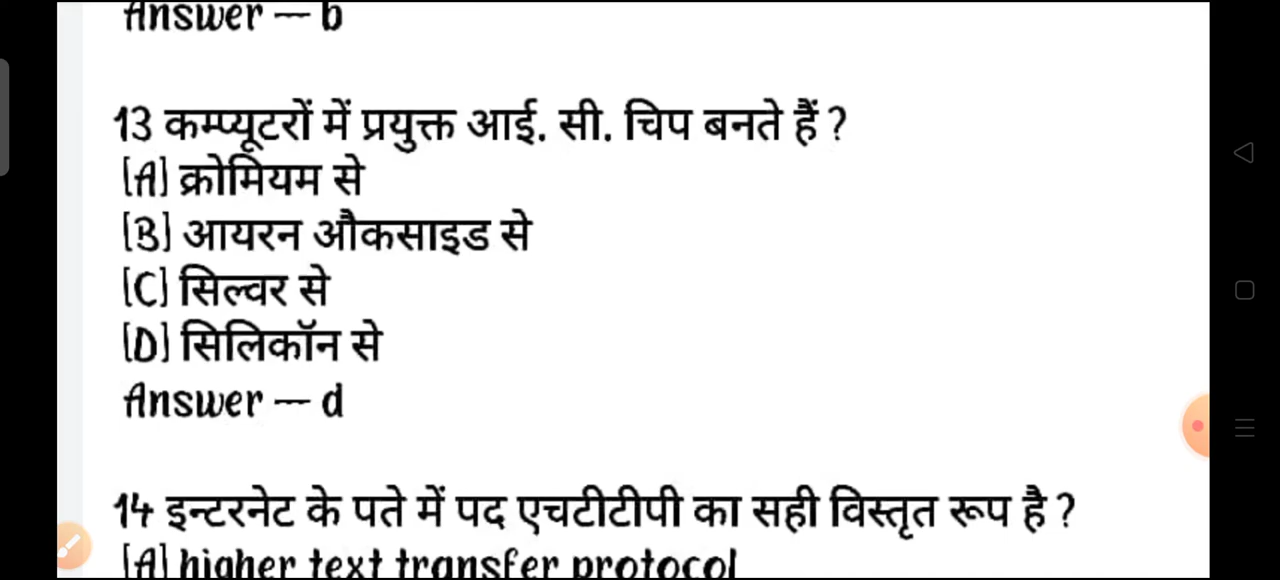 Answer — b
13 कम्प्यूटरों में प्रयुक्त आई. सी. चिप बनते हैं ?
[A] क्रोमियम से
[B] आयरन औकसाइड से
[C] सिल्वर से
[D] सिलिकॉन से
Answer — d
14 इन्टरनेट के पते में पद एचटीटीपी का सही विस्तृत रूप है ?
[A] higher text transfer protocol